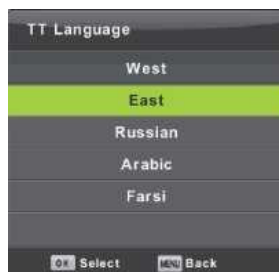 TT Language
West
East
Russian
Arabic
Farsi
OK Select MENU Back